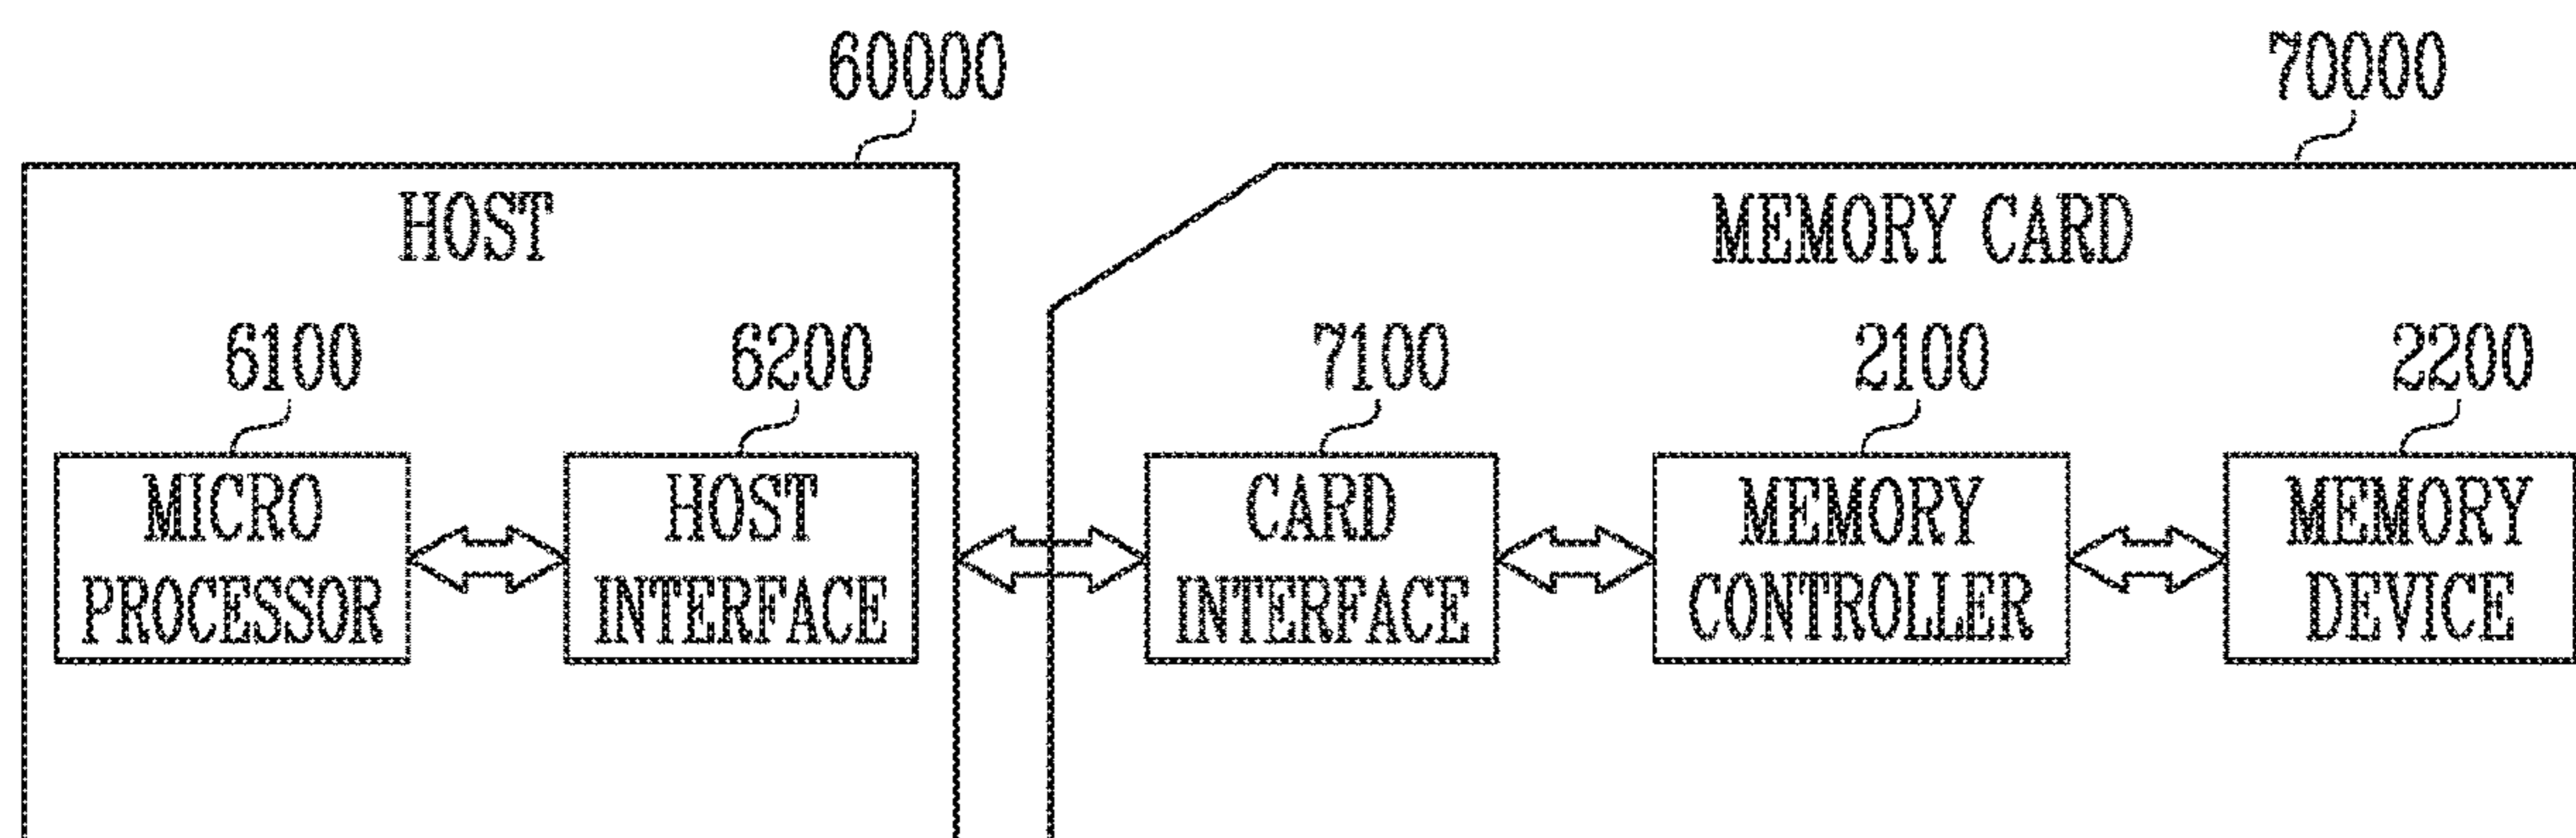 60000
70000
HOST
MEMORY CARD
6100
6200
7100
2100
2200
MICRO
PROCESSOR
HOST
INTERFACE
CARD
INTERFACE
MEMORY
CONTROLLER
MEMORY
DEVICE